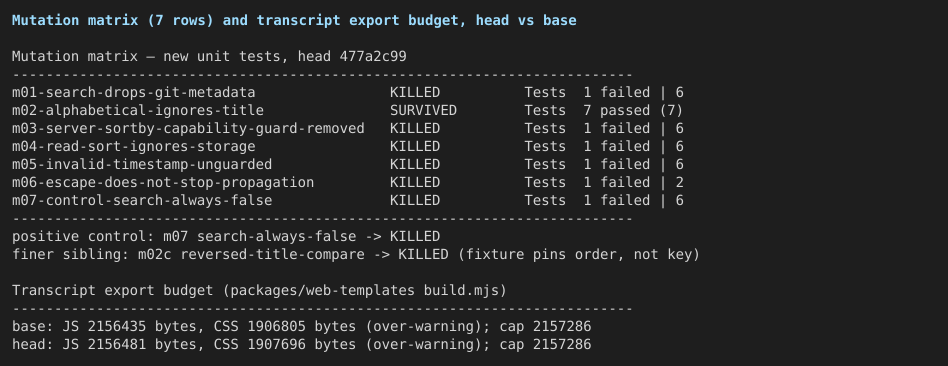 Mutation matrix (7 rows) and transcript export budget, head vs base
Mutation matrix — new unit tests, head 477a2c99
--------------------------------------------------------------------------
m01-search-drops-git-metadata KILLED Tests 1 failed | 6
m02-alphabetical-ignores-title SURVIVED Tests 7 passed (7)
m03-server-sortby-capability-guard-removed KILLED Tests 1 failed | 6
m04-read-sort-ignores-storage KILLED Tests 1 failed | 6
m05-invalid-timestamp-unguarded KILLED Tests 1 failed | 6
m06-escape-does-not-stop-propagation KILLED Tests 1 failed | 2
m07-control-search-always-false KILLED Tests 1 failed | 6
--------------------------------------------------------------------------
positive control: m07 search-always-false -> KILLED
finer sibling: m02c reversed-title-compare -> KILLED (fixture pins order, not key)
Transcript export budget (packages/web-templates build.mjs)
--------------------------------------------------------------------------
base: JS 2156435 bytes, CSS 1906805 bytes (over-warning); cap 2157286
head: JS 2156481 bytes, CSS 1907696 bytes (over-warning); cap 2157286